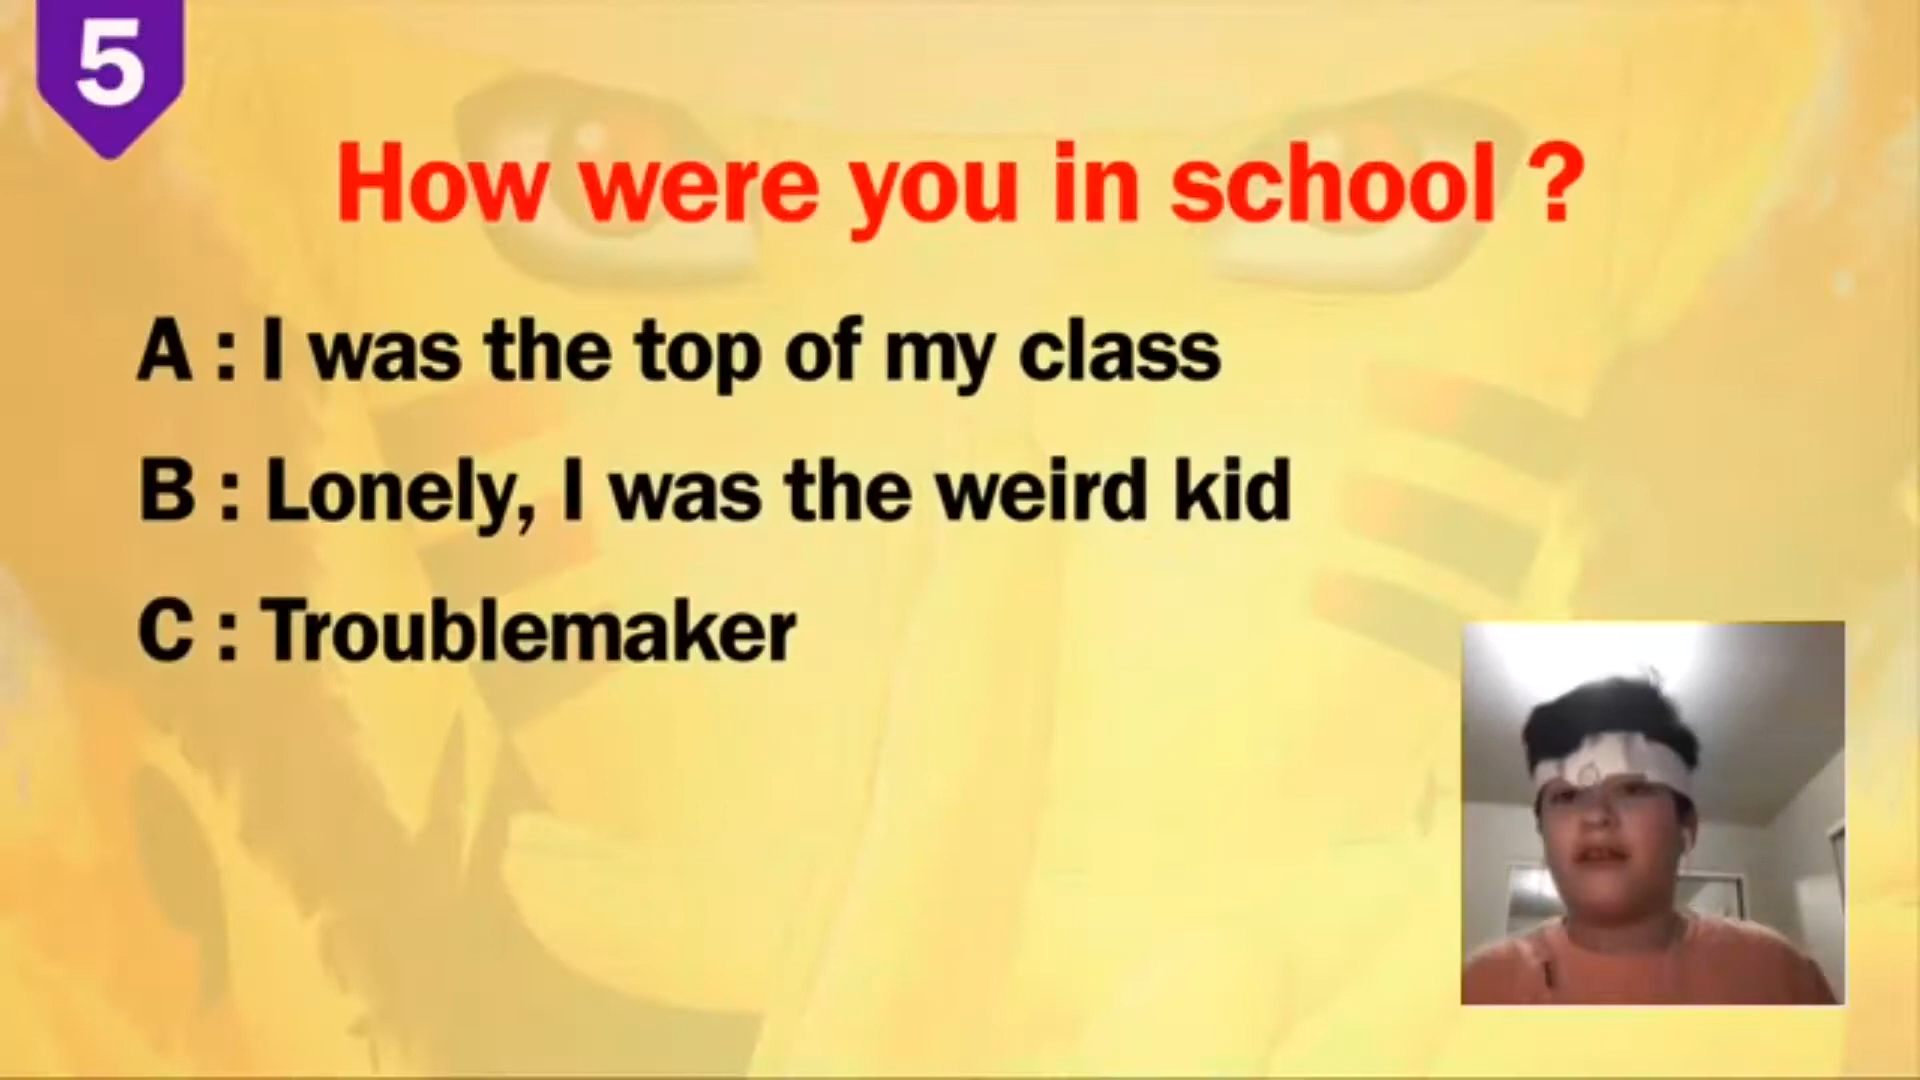 5
How were you in school ?
A : I was the top of my class
B : Lonely, I was the weird kid
C : Troublemaker